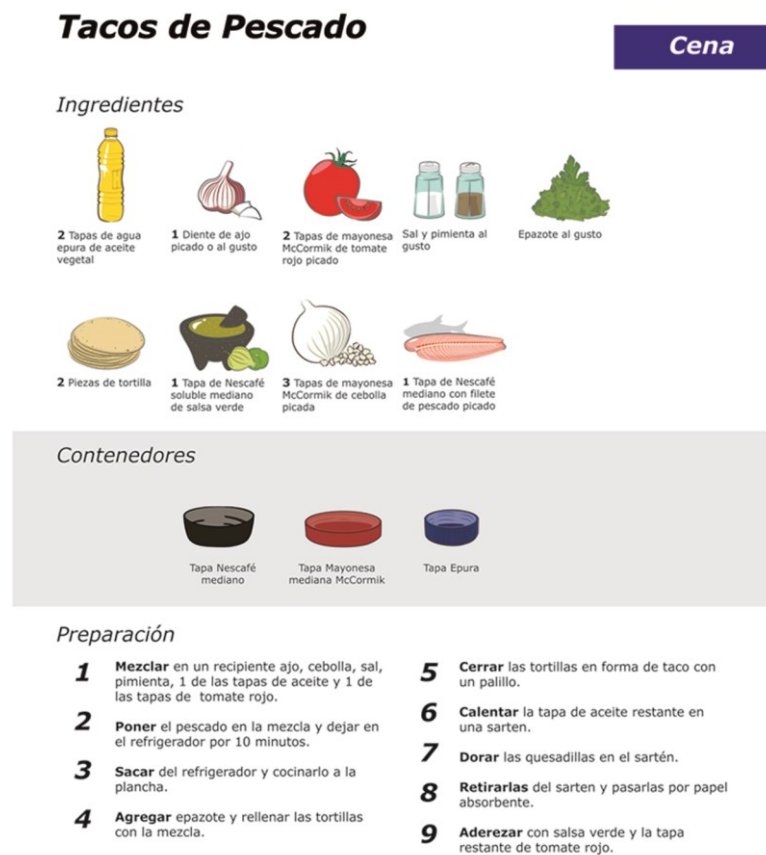 Tacos de Pescado
Cena
Ingredientes
2 Tapas de agua
epura de aceite
vegetal
1 Diente de ajo
picado o al gusto
2 Tapas de mayonesa
McCormik de tomate
rojo picado
Sal y pimienta al
gusto
Epazote al gusto
2 Piezas de tortilla
1 Tapa de Nescafé
soluble mediano
de salsa verde
3 Tapas de mayonesa
McCormik de cebolla
picada
1 Tapa de Nescafé
mediano con filete
de pescado picado
Contenedores
Tapa Nescafé
mediano
Tapa Mayonesa
mediana McCormik
Tapa Epura
Preparación
1 Mezclar en un recipiente ajo, cebolla, sal,
pimienta, 1 de las tapas de aceite y 1 de
las tapas de tomate rojo.
2 Poner el pescado en la mezcla y dejar en
el refrigerador por 10 minutos.
3 Sacar del refrigerador y cocinarlo a la
plancha.
4 Agregar epazote y rellenar las tortillas
con la mezcla.
5 Cerrar las tortillas en forma de taco con
un palillo.
6 Calentar la tapa de aceite restante en
una sarten.
7 Dorar las quesadillas en el sartén.
8 Retirarlas del sarten y pasarlas por papel
absorbente.
9 Aderezar con salsa verde y la tapa
restante de tomate rojo.